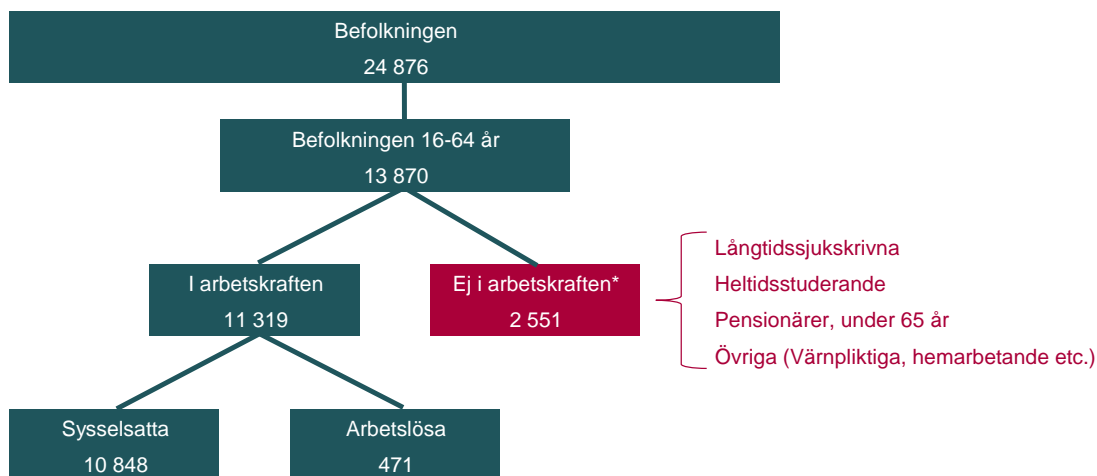 Befolkningen
24 876
Befolkningen 16-64 år
13 870
I arbetskraften
11 319
Ej i arbetskraften*
2 551
Långtidssjukskrivna
Heltidsstuderande
Pensionärer, under 65 år
Övriga (Värnpliktiga, hemarbetande etc.)
Sysselsatta
10 848
Arbetslösa
471